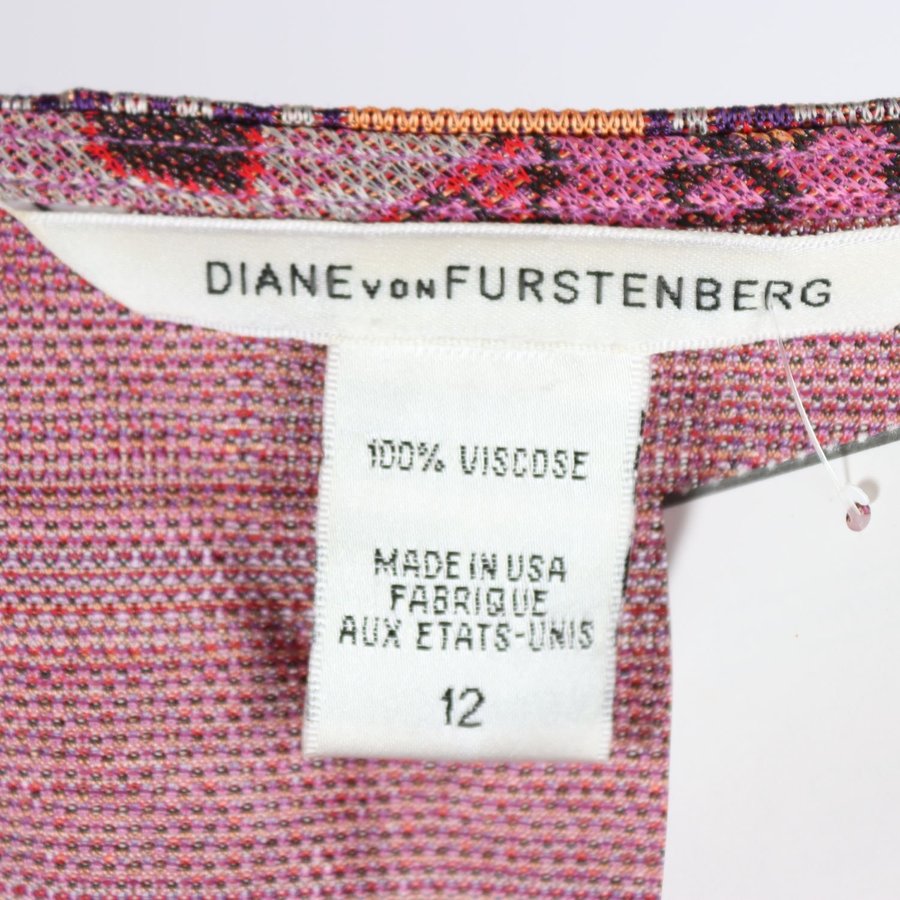 DIANE VON FURSTENBERG
100% VISCOSE
MADE IN USA
FABRIQUE
AUX ETATS-UNIS
12